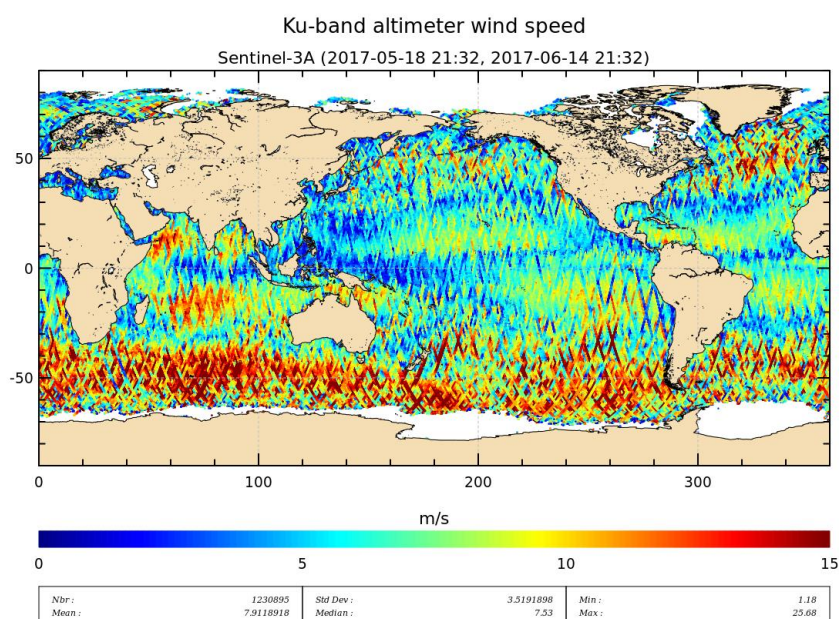 Ku-band altimeter wind speed
Sentinel-3A (2017-05-18 21:32, 2017-06-14 21:32)
50
0
-50
0 100 200 300
m/s
0 5 10 15
Nbr : 1230895 Std Dev : 3.5191898 Min : 1.18
Mean : 7.9118918 Median : 7.53 Max : 25.68